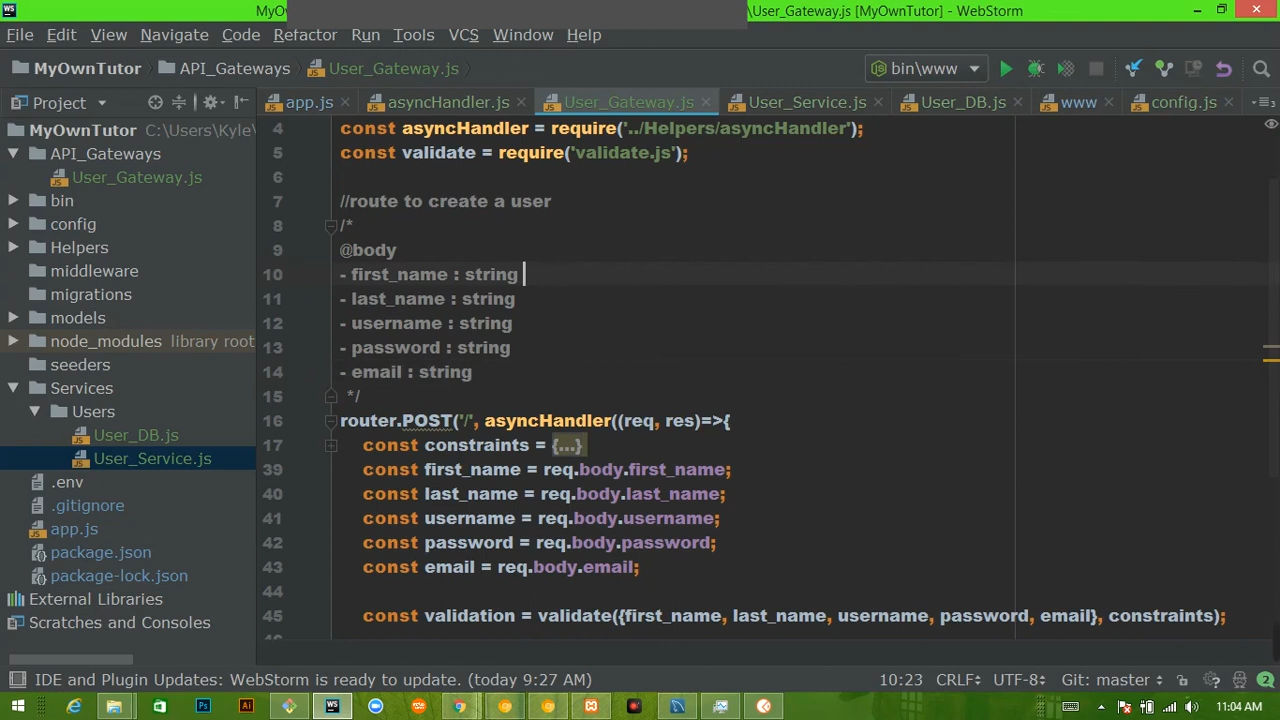 WS MyO \User_Gateway.js [MyOwnTutor] - WebStorm
File Edit View Navigate Code Refactor Run Tools VCS Window Help
MyOwnTutor API_Gateways User_Gateway.js bin\www
Project app.js asyncHandler.js User_Gateway.js User_Service.js User_DB.js www config.js
MyOwnTutor C:\Users\Kyle\
API_Gateways
User_Gateway.js
bin
config
Helpers
middleware
migrations
models
node_modules library root
seeders
Services
Users
User_DB.js
User_Service.js
.env
.gitignore
app.js
package.json
package-lock.json
External Libraries
Scratches and Consoles
4 const asyncHandler = require('../Helpers/asyncHandler');
5 const validate = require('validate.js');
6
7 //route to create a user
8 /*
9 @body
10 - first_name : string
11 - last_name : string
12 - username : string
13 - password : string
14 - email : string
15 */
16 router.POST('/', asyncHandler((req, res)=>{
17 const constraints = {...}
39 const first_name = req.body.first_name;
40 const last_name = req.body.last_name;
41 const username = req.body.username;
42 const password = req.body.password;
43 const email = req.body.email;
44
45 const validation = validate({first_name, last_name, username, password, email}, constraints);
IDE and Plugin Updates: WebStorm is ready to update. (today 9:27 AM) 10:23 CRLF UTF-8 Git: master 2
Ps Ai WS 11:04 AM